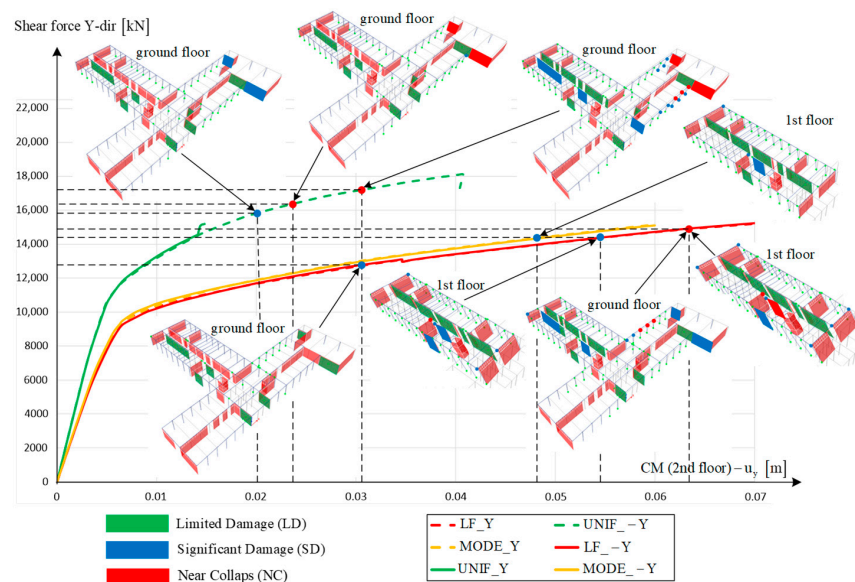 Shear force Y-dir [kN]
ground floor
ground floor
ground floor
1st floor
22,000
20,000
18,000
16,000
14,000
12,000
10,000
8000
6000
4000
2000
0
1st floor
1st floor
ground floor
ground floor
CM (2nd floor) – u_y [m]
0
0.01
0.02
0.03
0.04
0.05
0.06
0.07
Limited Damage (LD)
Significant Damage (SD)
Near Collaps (NC)
LF_Y
UNIF_–Y
MODE_Y
LF_–Y
UNIF_Y
MODE_–Y